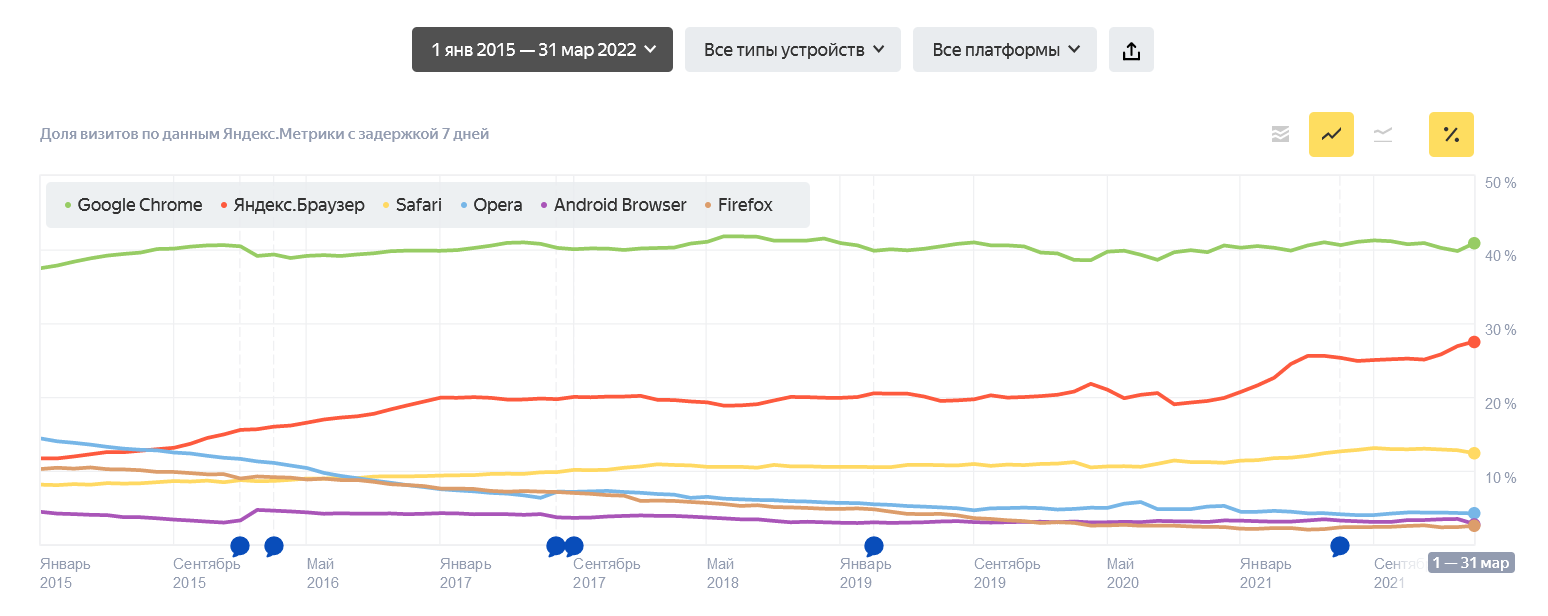 1 янв 2015 — 31 мар 2022 Все типы устройств Все платформы
Доля визитов по данным Яндекс.Метрики с задержкой 7 дней
Google Chrome Яндекс.Браузер Safari Opera Android Browser Firefox
50 %
40 %
30 %
20 %
10 %
Январь 2015
Сентябрь 2015
Май 2016
Январь 2017
Сентябрь 2017
Май 2018
Январь 2019
Сентябрь 2019
Май 2020
Январь 2021
Сентяб 2021
1 — 31 мар